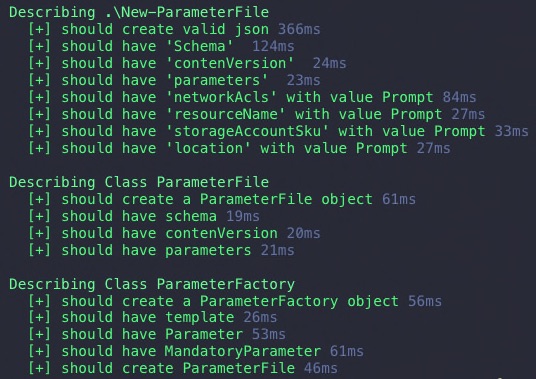 Describing .\New-ParameterFile
[+] should create valid json 366ms
[+] should have 'Schema'  124ms
[+] should have 'contenVersion'  24ms
[+] should have 'parameters'  23ms
[+] should have 'networkAcls' with value Prompt 84ms
[+] should have 'resourceName' with value Prompt 27ms
[+] should have 'storageAccountSku' with value Prompt 33ms
[+] should have 'location' with value Prompt 27ms
Describing Class ParameterFile
[+] should create a ParameterFile object 61ms
[+] should have schema 19ms
[+] should have contenVersion 20ms
[+] should have parameters 21ms
Describing Class ParameterFactory
[+] should create a ParameterFactory object 56ms
[+] should have template 26ms
[+] should have Parameter 53ms
[+] should have MandatoryParameter 61ms
[+] should create ParameterFile 46ms